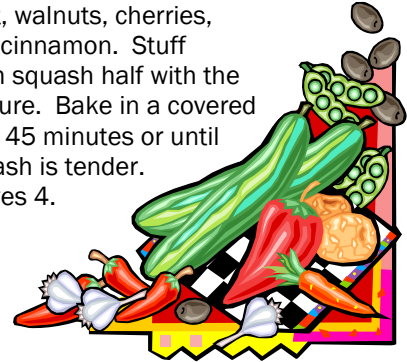 , walnuts, cherries,
cinnamon. Stuff
squash half with the
ure. Bake in a covered
45 minutes or until
ash is tender.
es 4.